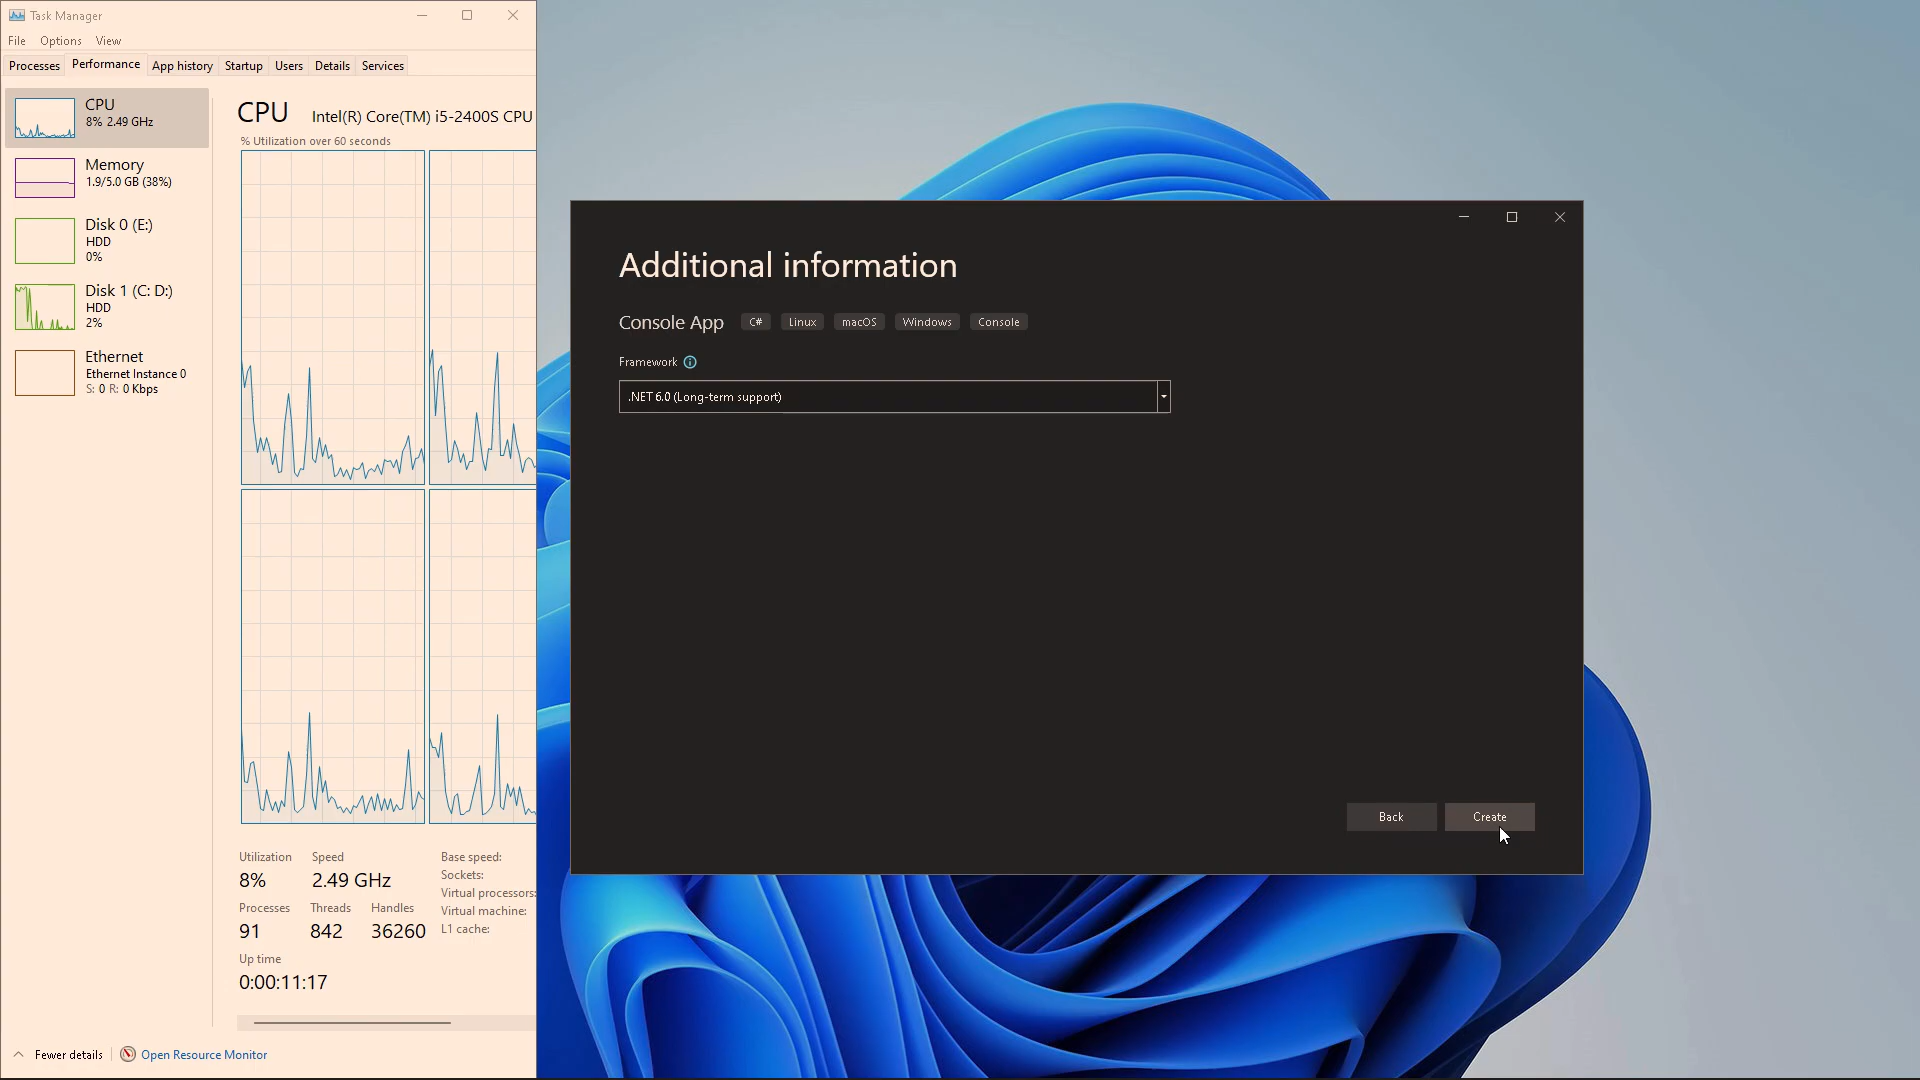 Task Manager
File Options View
Processes Performance App history Startup Users Details Services
CPU
8% 2.49 GHz
Memory
1.9/5.0 GB (38%)
Disk 0 (E:)
HDD
0%
Disk 1 (C: D:)
HDD
2%
Ethernet
Ethernet Instance 0
S: 0 R: 0 Kbps
CPU Intel(R) Core(TM) i5-2400S CPU
% Utilization over 60 seconds
Utilization Speed
8% 2.49 GHz
Processes Threads Handles
91 842 36260
Up time
0:00:11:17
Base speed:
Sockets:
Virtual processors:
Virtual machine:
L1 cache:
Fewer details Open Resource Monitor
Additional information
Console App C# Linux macOS Windows Console
Framework
.NET 6.0 (Long-term support)
Back Create